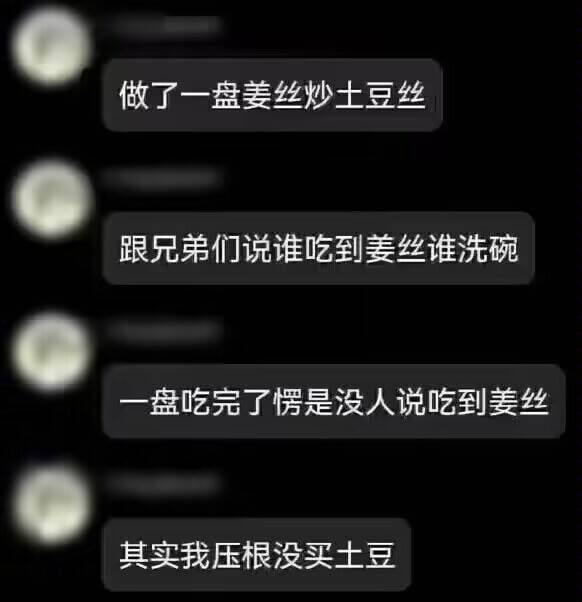 做了一盘姜丝炒土豆丝
跟兄弟们说谁吃到姜丝谁洗碗
一盘吃完了愣是没人说吃到姜丝
其实我压根没买土豆